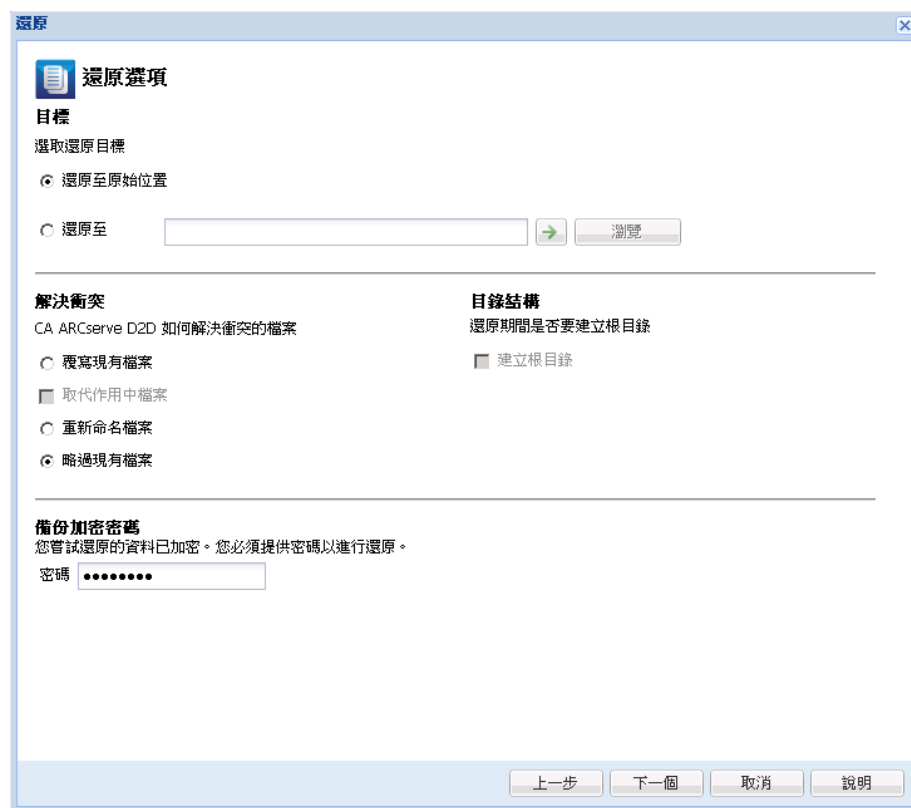 還原
還原選項
目標
選取還原目標
還原至原始位置
還原至
瀏覽
解決衝突
CA ARCserve D2D 如何解決衝突的檔案
覆寫現有檔案
取代作用中檔案
重新命名檔案
略過現有檔案
目錄結構
還原期間是否要建立根目錄
建立根目錄
備份加密密碼
您嘗試還原的資料已加密。您必須提供密碼以進行還原。
密碼 ●●●●●●●●
上一步
下一個
取消
說明